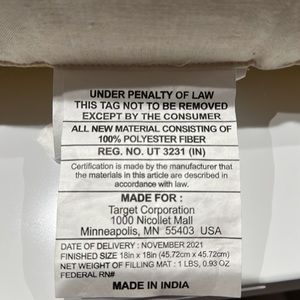 UNDER PENALTY OF LAW
THIS TAG NOT TO BE REMOVED
EXCEPT BY THE CONSUMER
ALL NEW MATERIAL CONSISTING OF
100% POLYESTER FIBER
REG. NO. UT 3231 (IN)
Certification is made by the manufacturer that
the materials in this article are described in
accordance with law.
MADE FOR :
Target Corporation
1000 Nicollet Mall
Minneapolis, MN 55403 USA
DATE OF DELIVERY : NOVEMBER 2021
FINISHED SIZE 18in x 18in (45.72cm x 45.72cm)
NET WEIGHT OF FILLING MAT : 1 LBS, 0.93 OZ
FEDERAL RN#
MADE IN INDIA